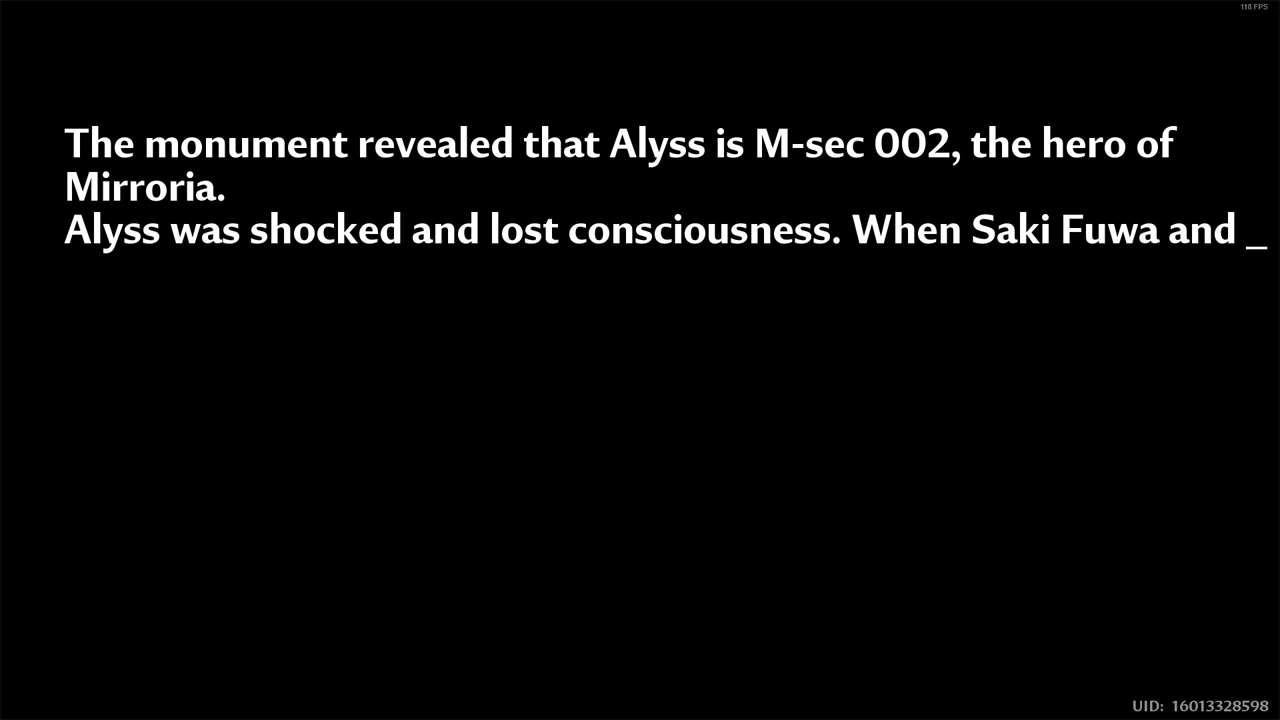 118 FPS
The monument revealed that Alyss is M-sec 002, the hero of
Mirroria.
Alyss was shocked and lost consciousness. When Saki Fuwa and _
UID: 16013328598